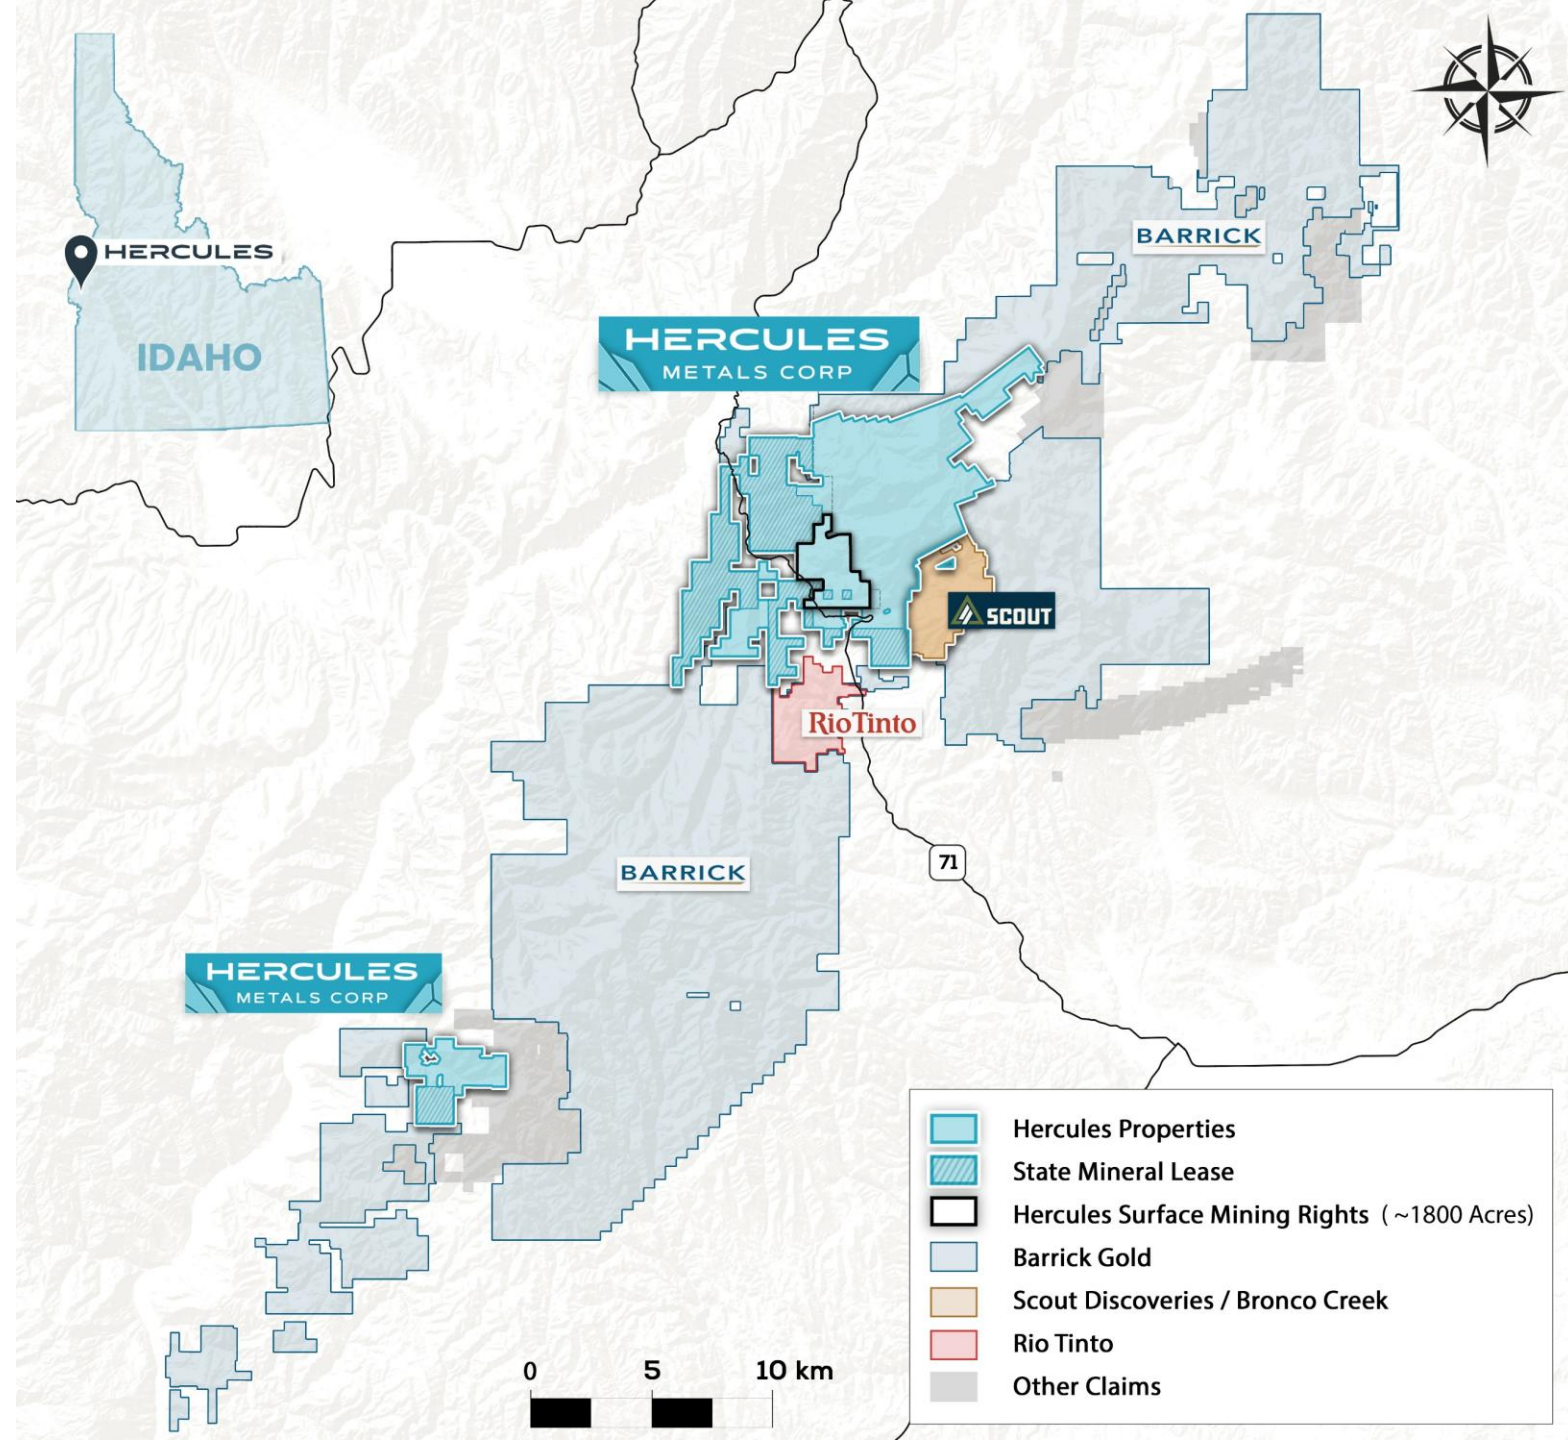 HERCULES
IDAHO
BARRICK
HERCULES
METALS CORP
SCOUT
RioTinto
71
BARRICK
HERCULES
METALS CORP
Hercules Properties
State Mineral Lease
Hercules Surface Mining Rights ( ~1800 Acres)
Barrick Gold
Scout Discoveries / Bronco Creek
Rio Tinto
Other Claims
0 5 10 km